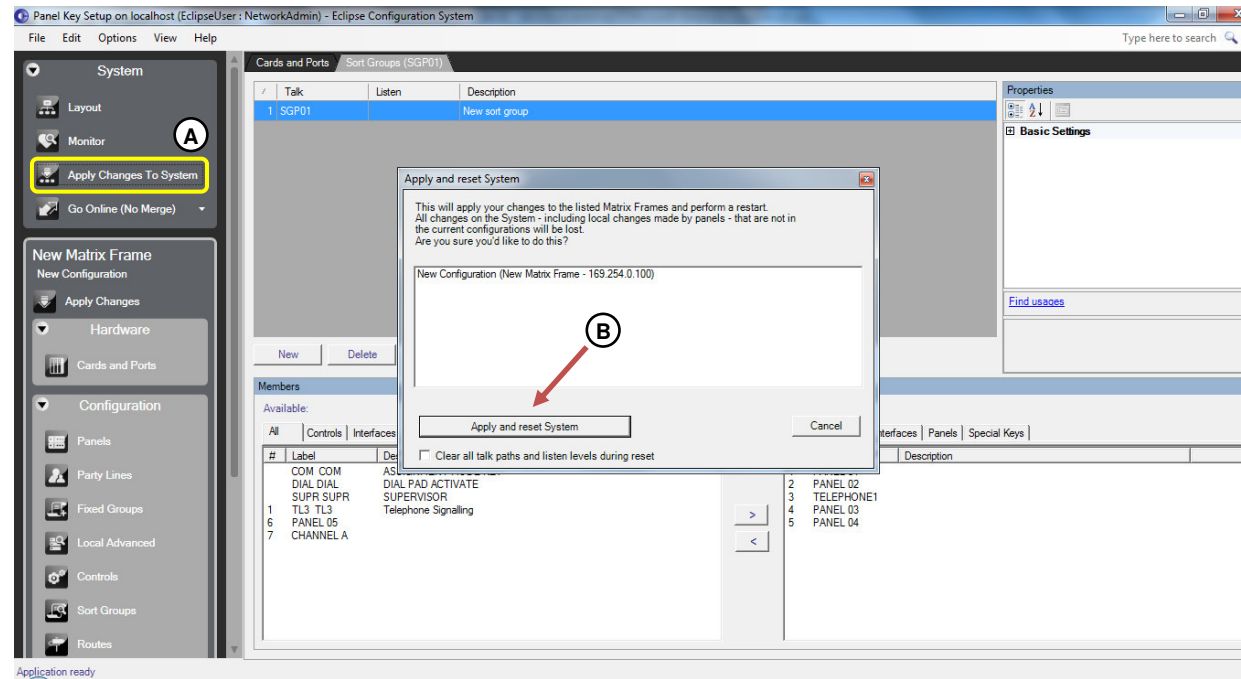 Panel Key Setup on localhost (EclipseUser : NetworkAdmin) - Eclipse Configuration System
File Edit Options View Help
Type here to search
System
Layout
Monitor
A
Apply Changes To System
Go Online (No Merge)
New Matrix Frame
New Configuration
Apply Changes
Hardware
Cards and Ports
Configuration
Panels
Party Lines
Fixed Groups
Local Advanced
Controls
Sort Groups
Routes
Cards and Ports Sort Groups (SGP01)
/ Talk Listen Description
1 SGP01 New sort group
Properties
Basic Settings
Find usages
New Delete
Apply and reset System
This will apply your changes to the listed Matrix Frames and perform a restart.
All changes on the System - including local changes made by panels - that are not in
the current configurations will be lost.
Are you sure you'd like to do this?
New Configuration (New Matrix Frame - 169.254.0.100)
B
Apply and reset System Cancel
Clear all talk paths and listen levels during reset
Members
Available:
All Controls Interfaces
# Label
COM COM
DIAL DIAL DIAL PAD ACTIVATE
SUPR SUPR SUPERVISOR
1 TL3 TL3 Telephone Signalling
6 PANEL 05
7 CHANNEL A
>
<
Panels Special Keys
Description
2 PANEL 02
3 TELEPHONE1
4 PANEL 03
5 PANEL 04
Application ready